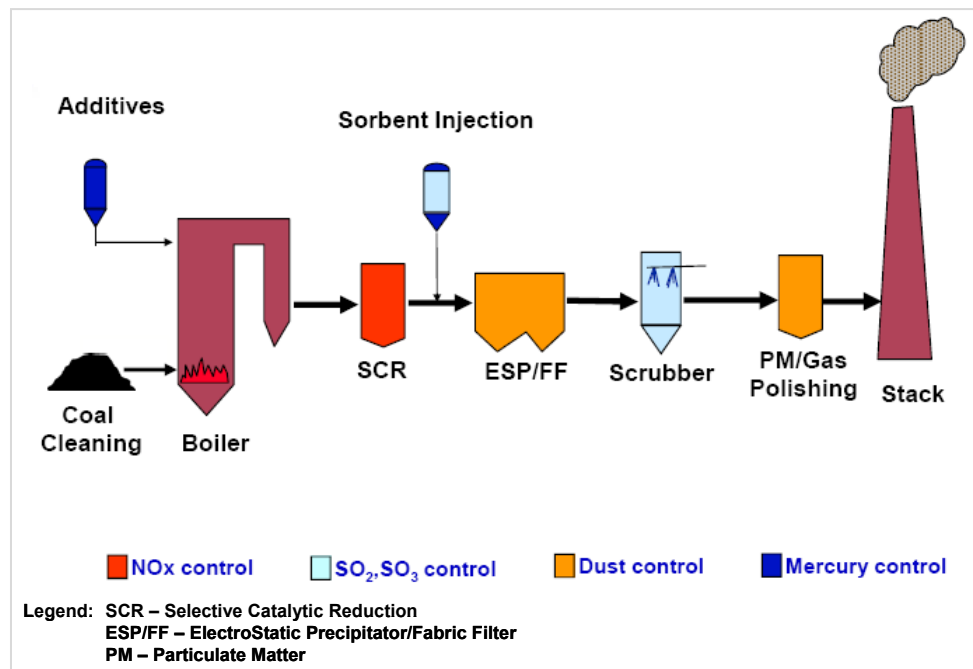 Additives
Sorbent Injection
Coal
Cleaning
Boiler
SCR
ESP/FF
Scrubber
PM/Gas
Polishing
Stack
NOx control
SO₂,SO₃ control
Dust control
Mercury control
Legend: SCR – Selective Catalytic Reduction
ESP/FF – ElectroStatic Precipitator/Fabric Filter
PM – Particulate Matter